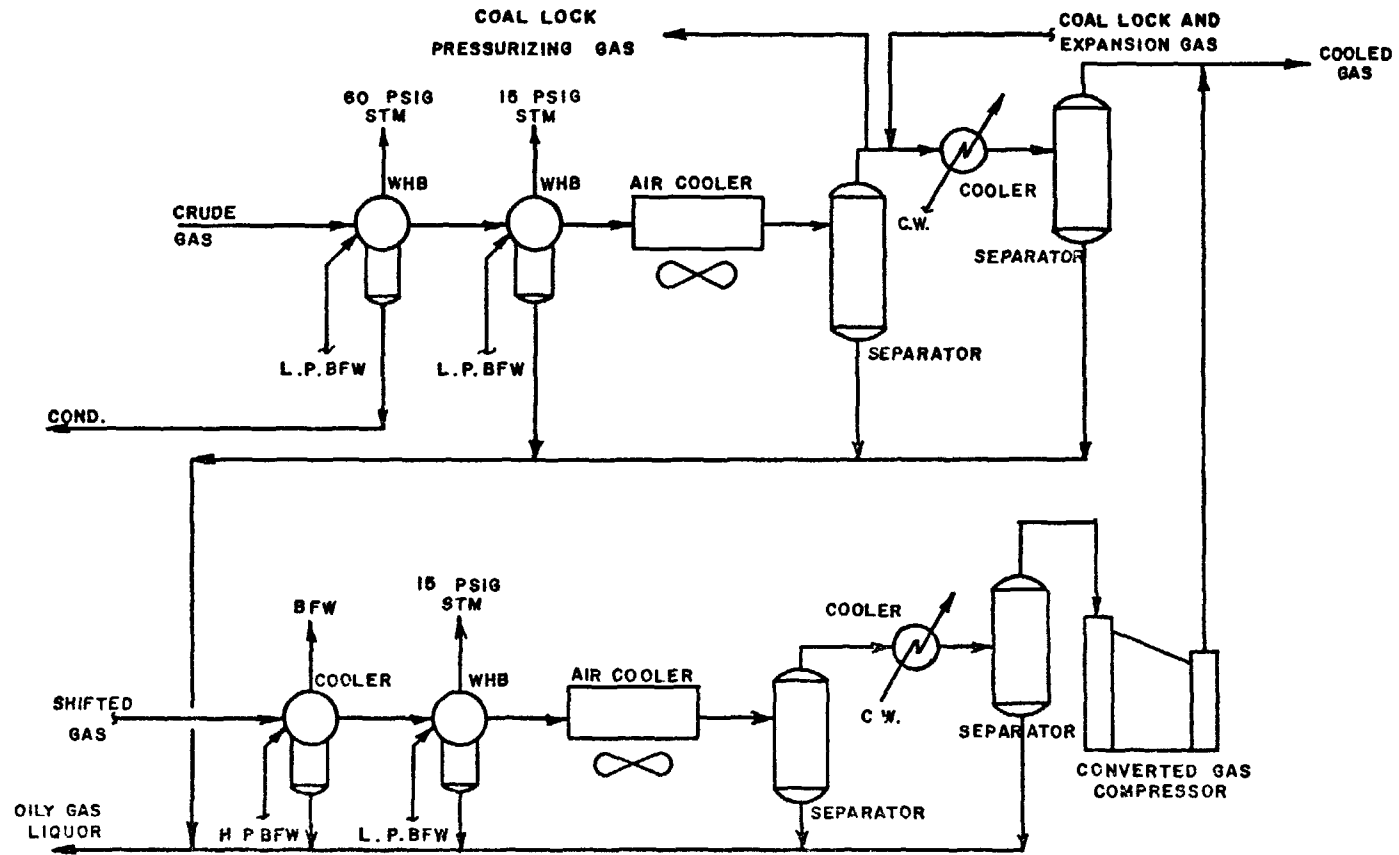 COAL LOCK
PRESSURIZING GAS
COAL LOCK AND
EXPANSION GAS
COOLED
GAS
60 PSIG
STM
15 PSIG
STM
WHB
WHB
AIR COOLER
COOLER
CRUDE
GAS
C.W.
SEPARATOR
SEPARATOR
L.P.BFW
L.P.BFW
COND.
15 PSIG
STM
BFW
COOLER
COOLER
WHB
AIR COOLER
SHIFTED
GAS
C W.
SEPARATOR
CONVERTED GAS
COMPRESSOR
SEPARATOR
OILY GAS
LIQUOR
H P BFW
L.P.BFW